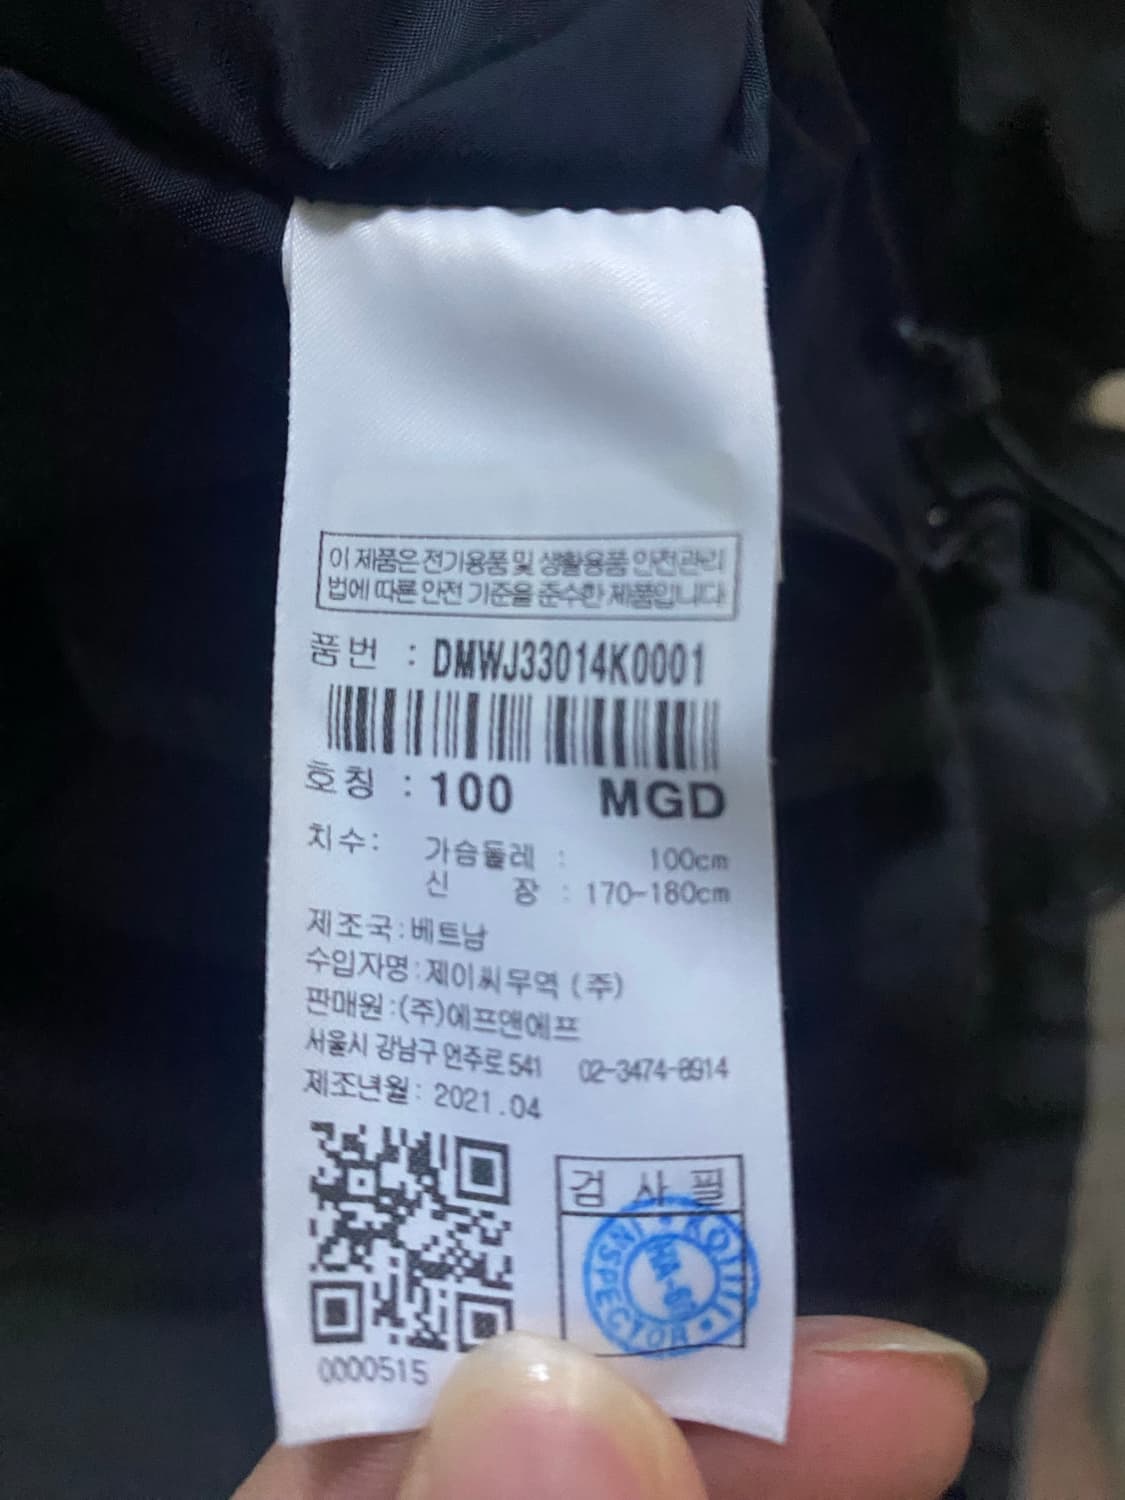 이 제품은 전기용품 및 생활용품 안전관리
법에 따른 안전 기준을 준수한 제품입니다
품번 : DMWJ33014K0001
호칭 : 100 MGD
치수: 가슴둘레 : 100cm
신 장 : 170-180cm
제조국:베트남
수입자명:제이씨무역 (주)
판매원:(주)에프앤에프
서울시 강남구 언주로541 02-3474-8914
제조년월: 2021.04
검 사 필
INSPECTOR
0000515